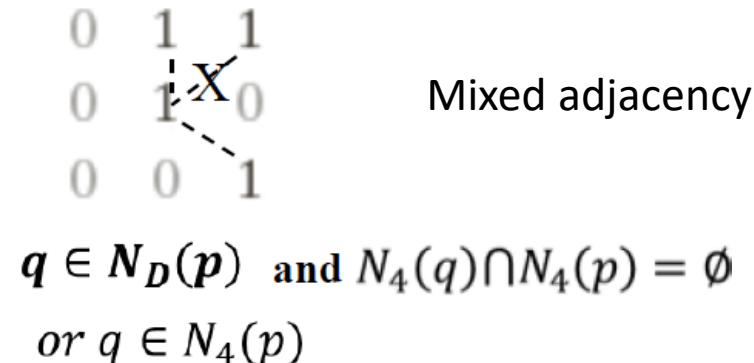 0 1 1
0 1 X 0 Mixed adjacency
0 0 1
q ∈ N_D(p) and N_4(q)∩N_4(p) = ∅
or q ∈ N_4(p)